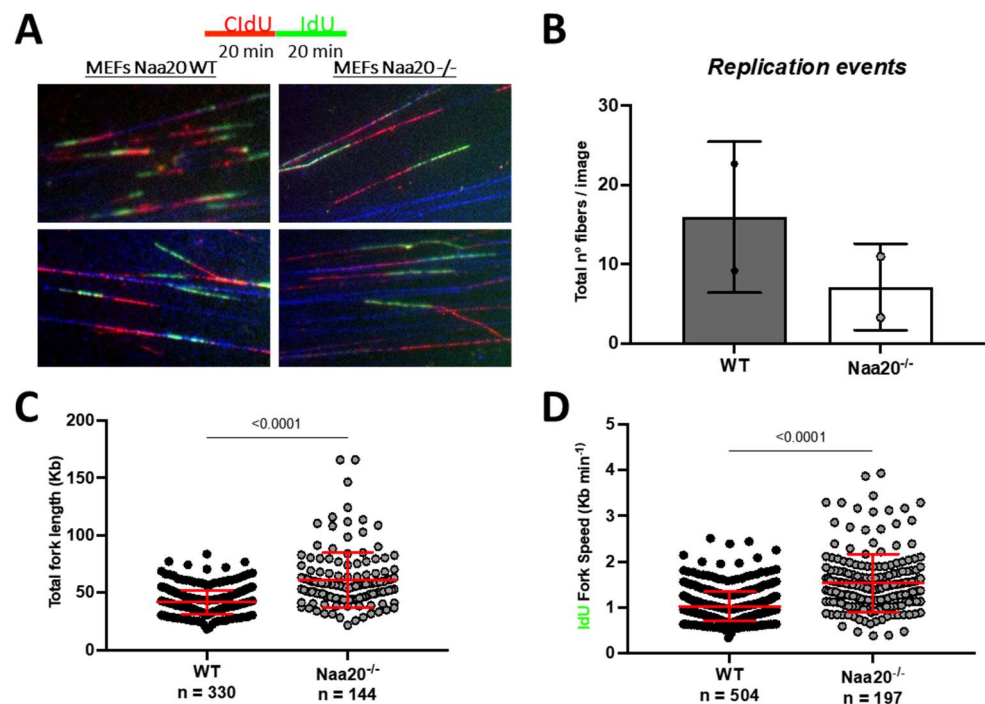 A
CIdU IdU
20 min 20 min
MEFs Naa20 WT MEFs Naa20 -/-
B
Replication events
Total nº fibers / image
30
20
10
0
WT Naa20-/-
C
Total fork length (Kb)
200
150
100
50
0
<0.0001
WT Naa20-/-
n = 330 n = 144
D
IdU Fork Speed (Kb min-1)
5
4
3
2
1
0
<0.0001
WT Naa20-/-
n = 504 n = 197